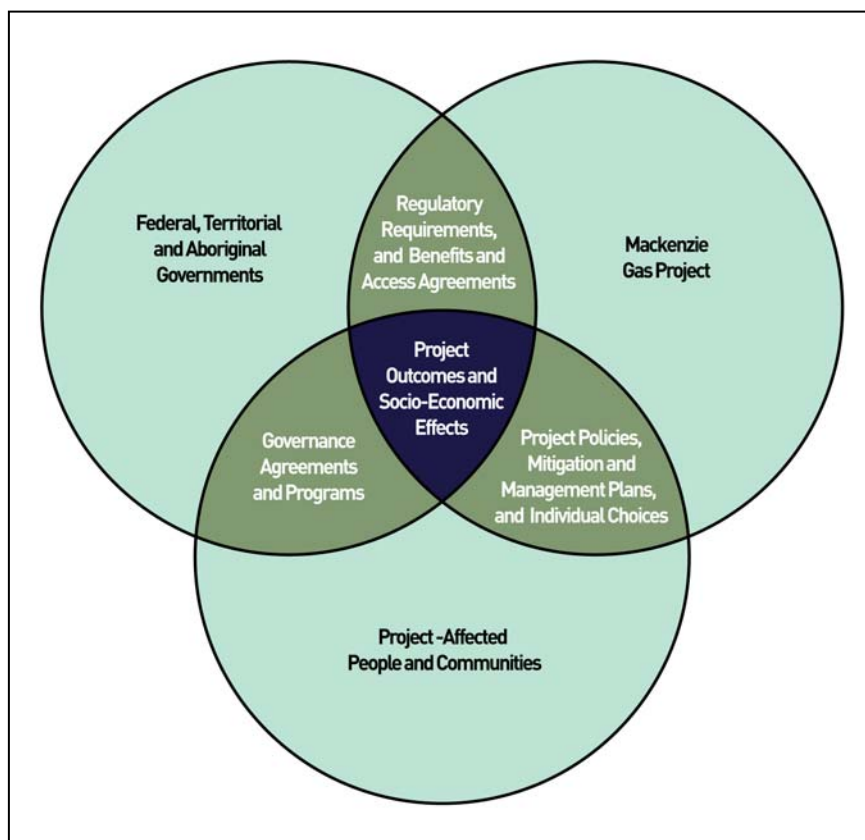 Federal, Territorial
and Aboriginal
Governments
Regulatory
Requirements,
and Benefits and
Access Agreements
Mackenzie
Gas Project
Project
Outcomes and
Socio-Economic
Effects
Governance
Agreements
and Programs
Project Policies,
Mitigation and
Management Plans,
and Individual Choices
Project -Affected
People and Communities